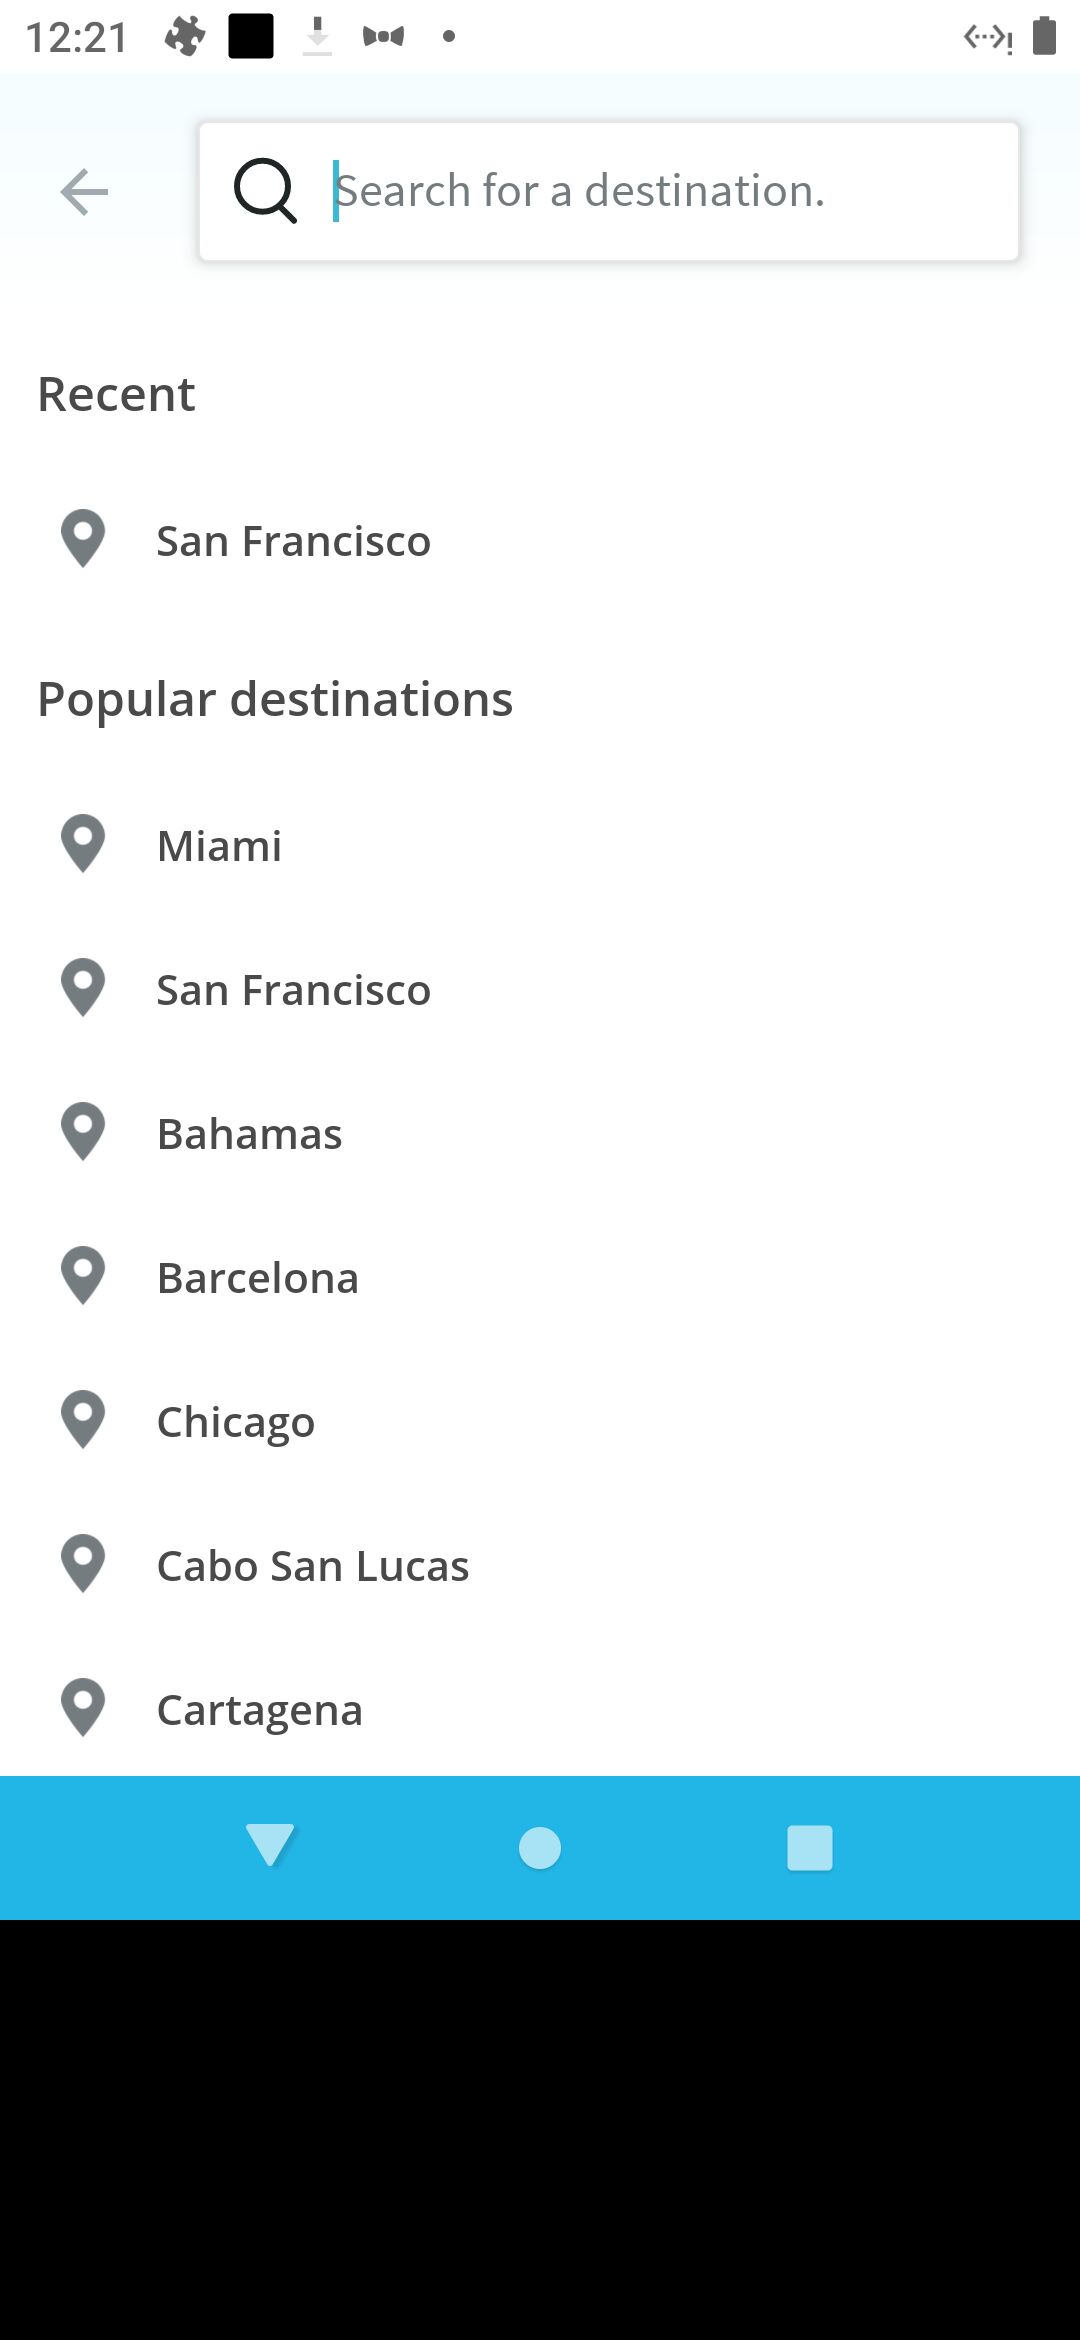 12:21
Search for a destination.
Recent
San Francisco
Popular destinations
Miami
San Francisco
Bahamas
Barcelona
Chicago
Cabo San Lucas
Cartagena